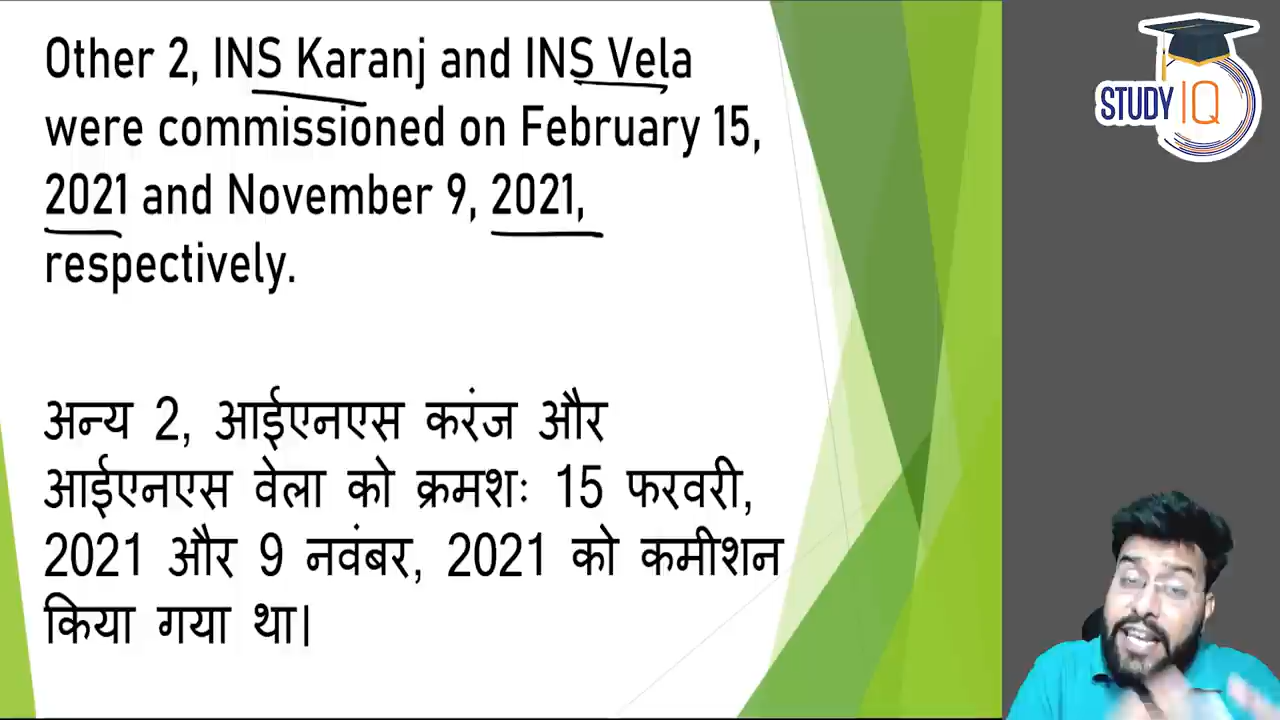 Other 2, INS Karanj and INS Vela
were commissioned on February 15,
2021 and November 9, 2021,
respectively.
अन्य 2, आईएनएस करंज और
आईएनएस वेला को क्रमशः 15 फरवरी,
2021 और 9 नवंबर, 2021 को कमीशन
किया गया था।
STUDY IQ